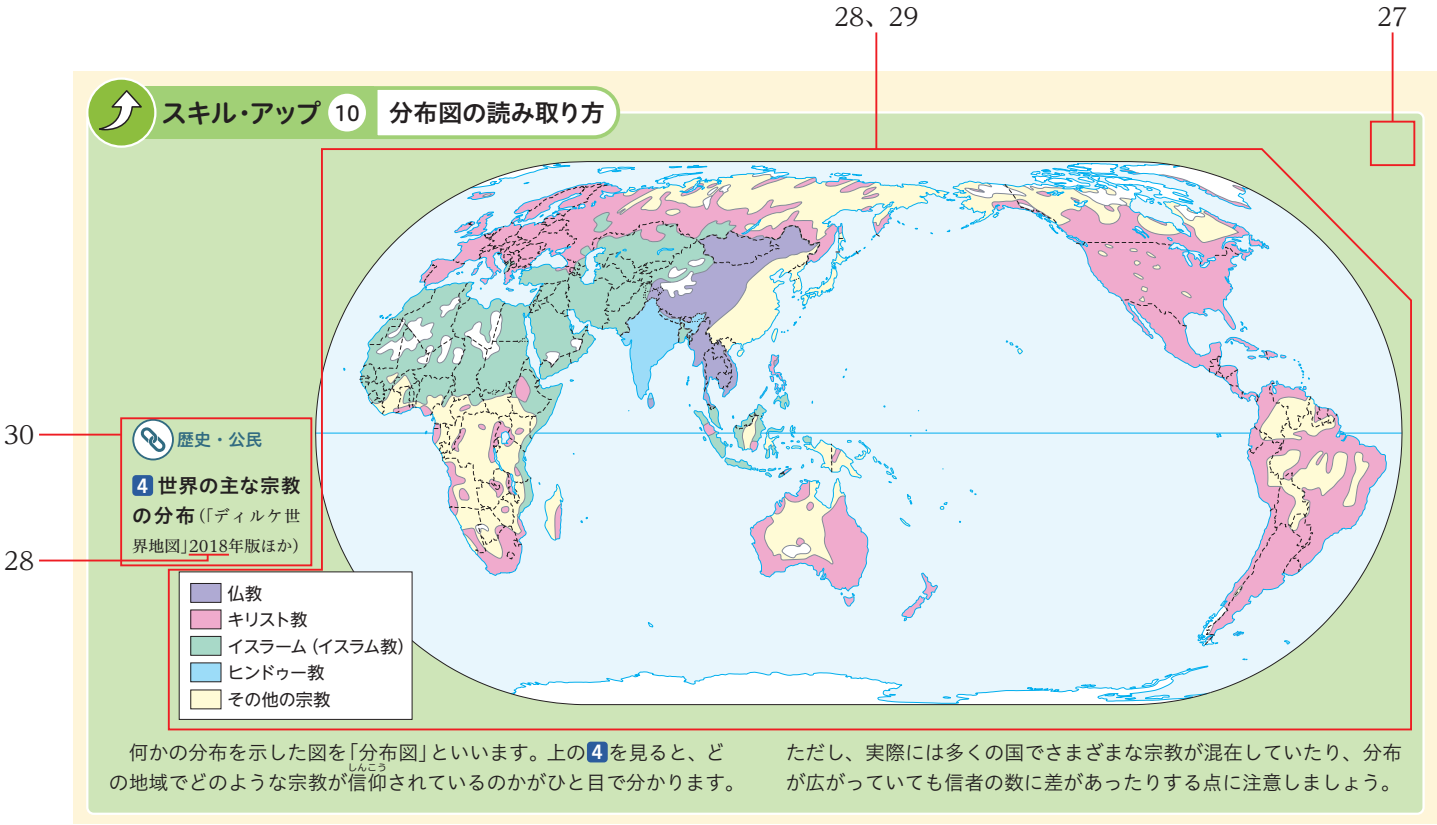 28、29
27
スキル・アップ 10 分布図の読み取り方
30
歴史・公民
4 世界の主な宗教
の分布(「ディルケ世
界地図」2018年版ほか)
28
仏教
キリスト教
イスラーム (イスラム教)
ヒンドゥー教
その他の宗教
何かの分布を示した図を「分布図」といいます。上の4を見ると、ど
しんこう
の地域でどのような宗教が信仰されているのかがひと目で分かります。
ただし、実際には多くの国でさまざまな宗教が混在していたり、分布
が広がっていても信者の数に差があったりする点に注意しましょう。